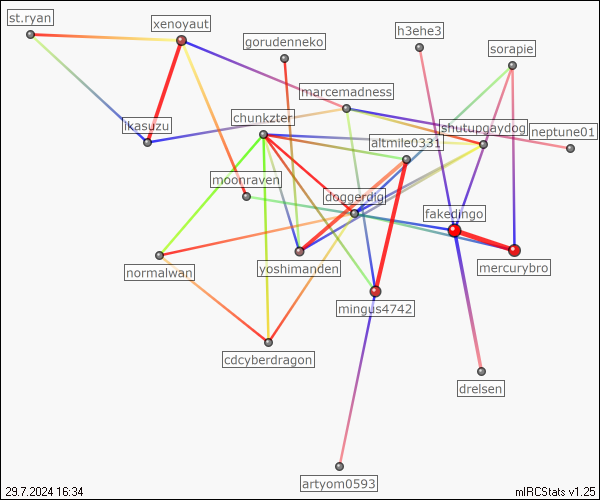 st.ryan
xenoyaut
h3ehe3
gorudenneko
sorapie
marcemadness
chunkzter
lkasuzu
shutupgaydog
neptune01
altmile0331
moonraven
doggerdig
fakedingo
normalwan
yoshimanden
mercurybro
mingus4742
cdcyberdragon
drelsen
artyom0593
29.7.2024 16:34
mIRCStats v1.25